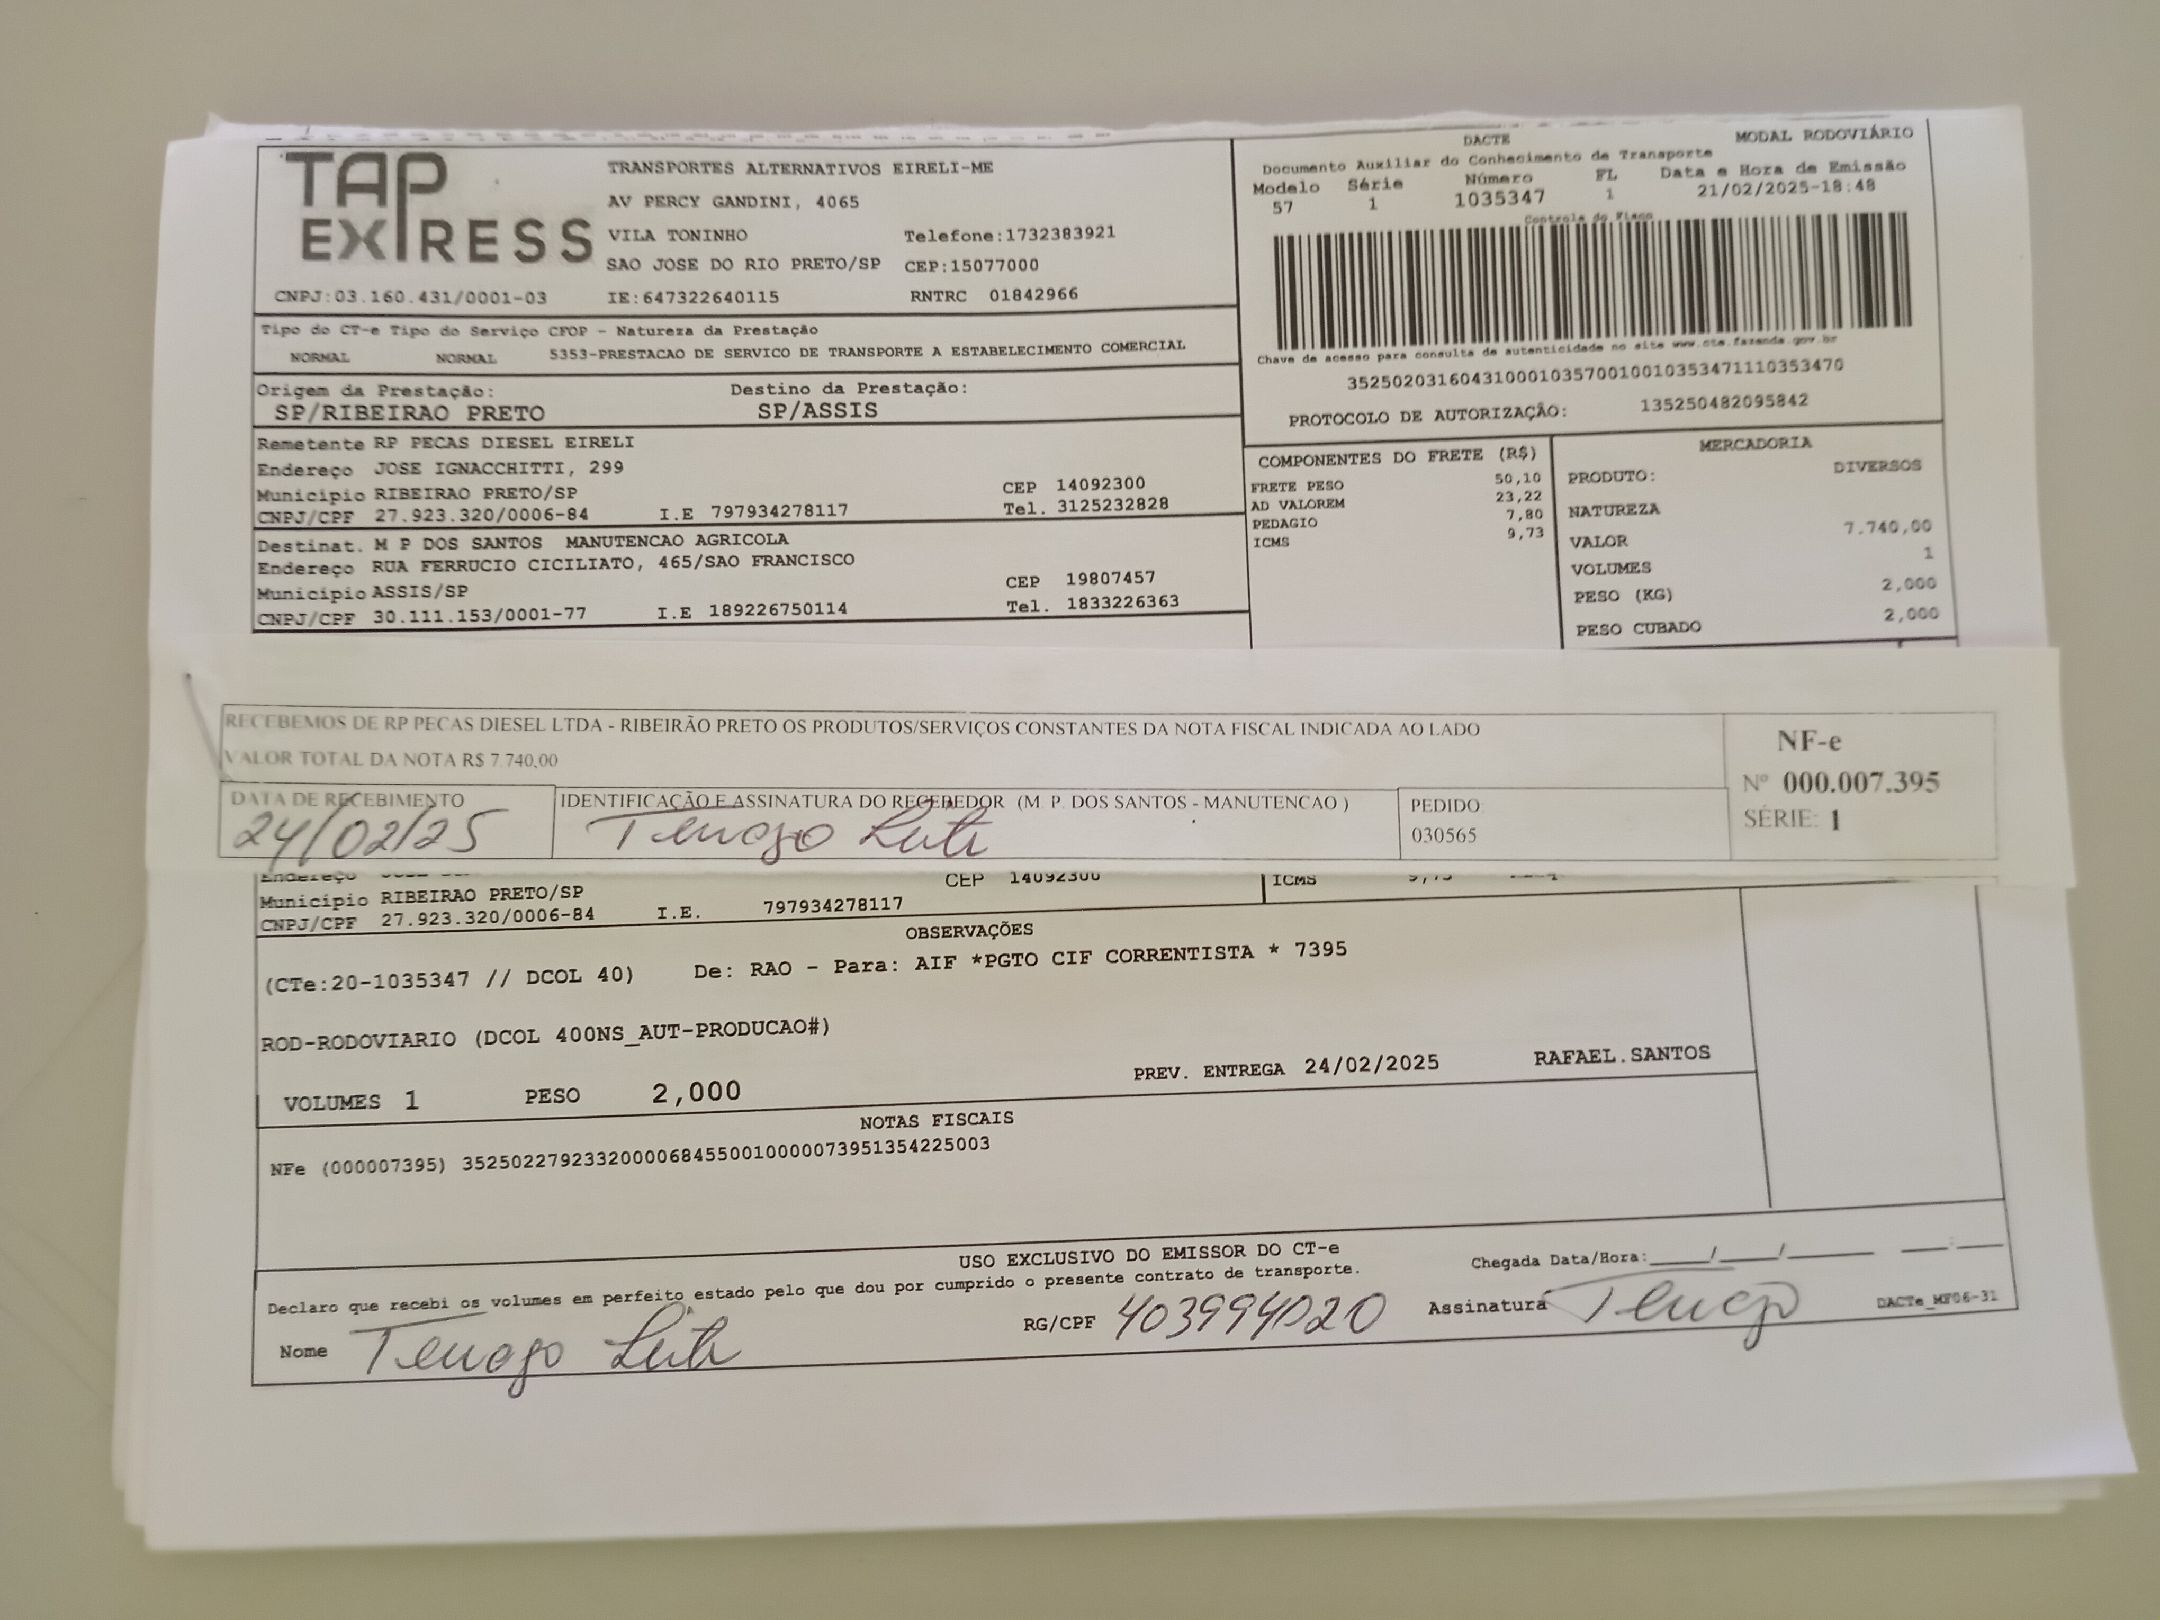 TAP EXPRESS
TRANSPORTES ALTERNATIVOS EIRELI-ME
AV PERCY GANDINI, 4065
VILA TONINHO Telefone:1732383921
SAO JOSE DO RIO PRETO/SP CEP:15077000
CNPJ:03.160.431/0001-03 IE:647322640115 RNTRC 01842966
DACTE MODAL RODOVIÁRIO
Documento Auxiliar do Conhecimento de Transporte
Modelo Série Número FL Data e Hora de Emissão
57 1 1035347 1 21/02/2025-18:48
Controle do Fisco
Chave de acesso para consulta de autenticidade no site www.cte.fazenda.gov.br
35250203160431000103570010010353471110353470
PROTOCOLO DE AUTORIZAÇÃO: 135250482095842
Tipo do CT-e Tipo do Serviço CFOP - Natureza da Prestação
NORMAL NORMAL 5353-PRESTACAO DE SERVICO DE TRANSPORTE A ESTABELECIMENTO COMERCIAL
Origem da Prestação: Destino da Prestação:
SP/RIBEIRAO PRETO SP/ASSIS
Remetente RP PECAS DIESEL EIRELI
Endereço JOSE IGNACCHITTI, 299
Municipio RIBEIRAO PRETO/SP CEP 14092300
CNPJ/CPF 27.923.320/0006-84 I.E 797934278117 Tel. 3125232828
Destinat. M P DOS SANTOS MANUTENCAO AGRICOLA
Endereço RUA FERRUCIO CICILIATO, 465/SAO FRANCISCO
Municipio ASSIS/SP CEP 19807457
CNPJ/CPF 30.111.153/0001-77 I.E 189226750114 Tel. 1833226363
COMPONENTES DO FRETE (R$)
FRETE PESO 50,10
AD VALOREM 23,22
PEDAGIO 7,80
ICMS 9,73
MERCADORIA
PRODUTO: DIVERSOS
NATUREZA
VALOR 7.740,00
VOLUMES 1
PESO (KG) 2,000
PESO CUBADO 2,000
RECEBEMOS DE RP PECAS DIESEL LTDA - RIBEIRÃO PRETO OS PRODUTOS/SERVIÇOS CONSTANTES DA NOTA FISCAL INDICADA AO LADO
VALOR TOTAL DA NOTA R$ 7.740,00
NF-e
Nº 000.007.395
SÉRIE: 1
DATA DE RECEBIMENTO IDENTIFICAÇÃO E ASSINATURA DO RECEBEDOR (M. P. DOS SANTOS - MANUTENCAO ) PEDIDO
24/02/25 030565
Endereço CEP 14092300 ICMS 9,73
Município RIBEIRAO PRETO/SP
CNPJ/CPF 27.923.320/0006-84 I.E. 797934278117
OBSERVAÇÕES
(CTe:20-1035347 // DCOL 40) De: RAO - Para: AIF *PGTO CIF CORRENTISTA * 7395
ROD-RODOVIARIO (DCOL 400NS_AUT-PRODUCAO#)
VOLUMES 1 PESO 2,000 PREV. ENTREGA 24/02/2025 RAFAEL.SANTOS
NOTAS FISCAIS
NFe (000007395) 35250227923320000684550010000073951354225003
USO EXCLUSIVO DO EMISSOR DO CT-e
Declaro que recebi os volumes em perfeito estado pelo que dou por cumprido o presente contrato de transporte.
Chegada Data/Hora:_____/_____/_______ ____:____
Nome RG/CPF 403994020 Assinatura DACTe_MF06-31